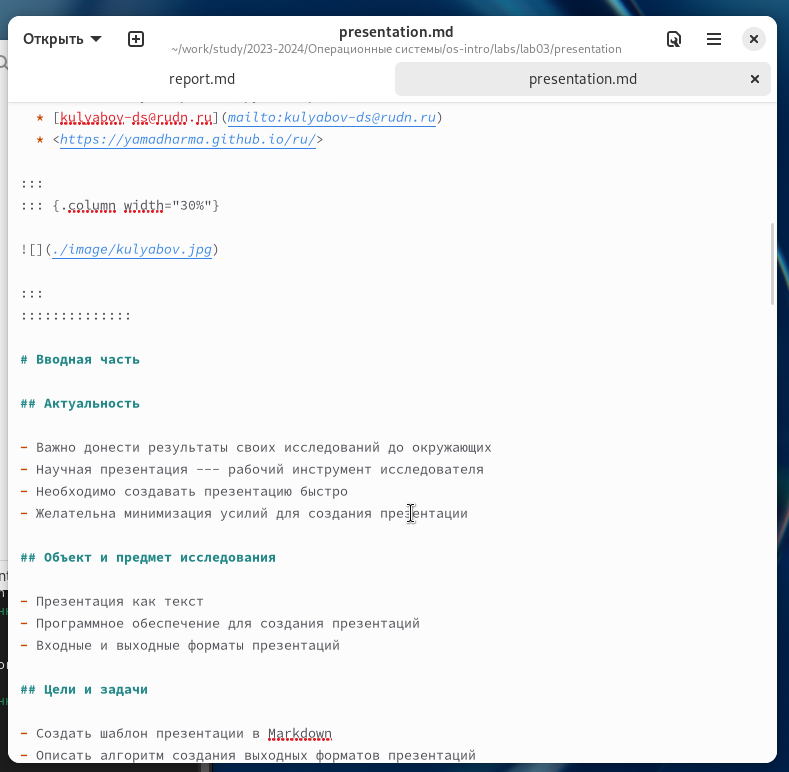 Открыть
presentation.md
~/work/study/2023-2024/Операционные системы/os-intro/labs/lab03/presentation
report.md
presentation.md
* [kulyabov-ds@rudn.ru](mailto:kulyabov-ds@rudn.ru)
* <https://yamadharma.github.io/ru/>
:::
::: {.column width="30%"}
![](./image/kulyabov.jpg)
:::
::::::::::::::
# Вводная часть
## Актуальность
- Важно донести результаты своих исследований до окружающих
- Научная презентация --- рабочий инструмент исследователя
- Необходимо создавать презентацию быстро
- Желательна минимизация усилий для создания презентации
## Объект и предмет исследования
- Презентация как текст
- Программное обеспечение для создания презентаций
- Входные и выходные форматы презентаций
## Цели и задачи
- Создать шаблон презентации в Markdown
- Описать алгоритм создания выходных форматов презентаций